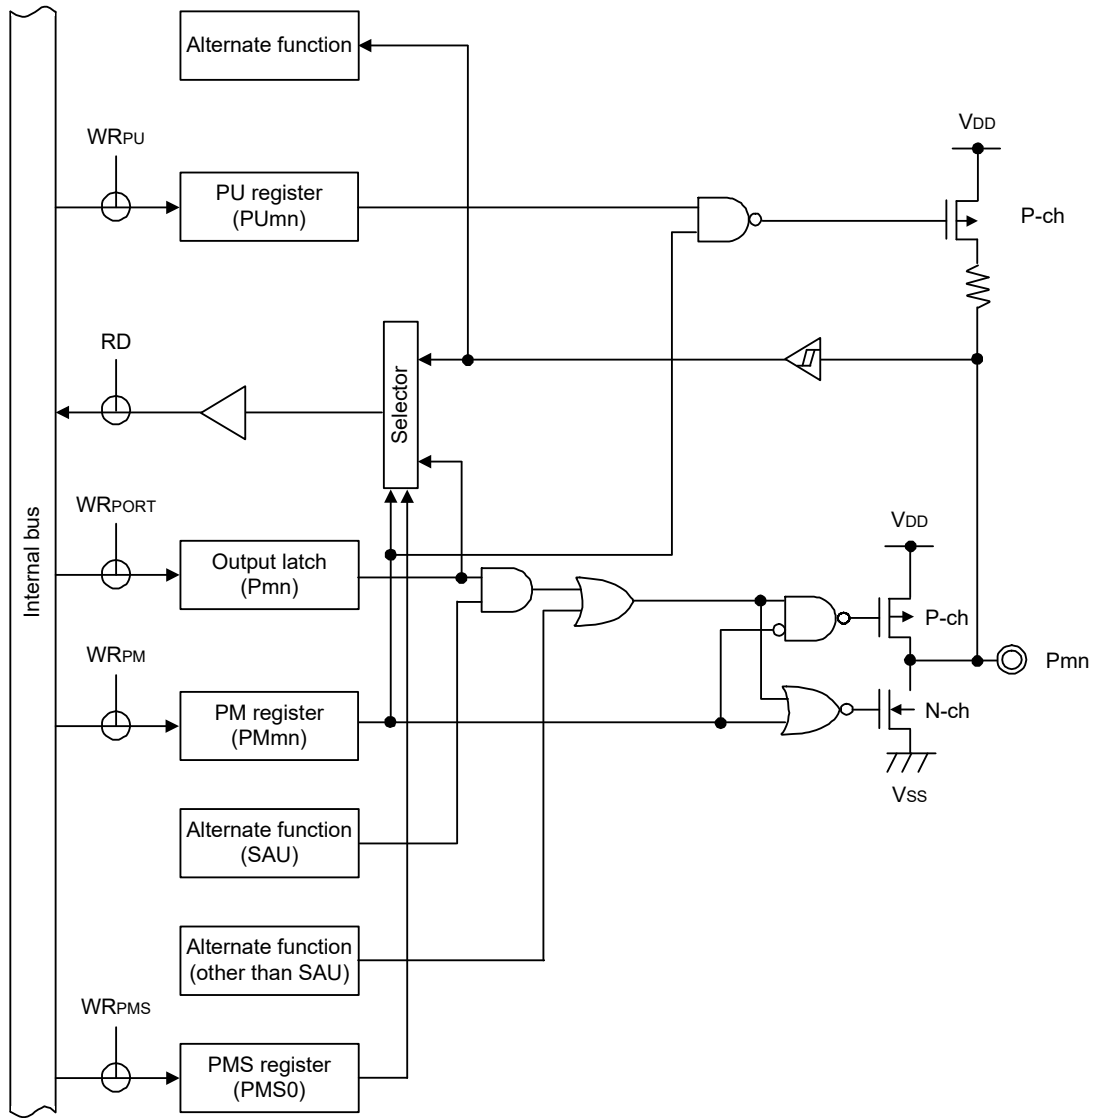 Alternate function
WRPU
VDD
PU register
(PUmn)
P-ch
RD
Selector
WRPORT
Internal bus
Output latch
(Pmn)
VDD
P-ch
WRPM
Pmn
PM register
(PMmn)
N-ch
VSS
Alternate function
(SAU)
Alternate function
(other than SAU)
WRPMS
PMS register
(PMS0)